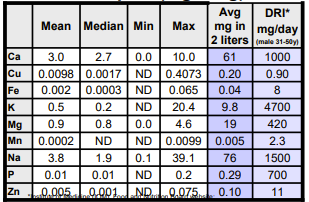 Mean Median Min Max Avg mg in 2 liters DRI* mg/day (male 31-50y)
Ca 3.0 2.7 0.0 10.0 61 1000
Cu 0.0098 0.0017 ND 0.4073 0.20 0.90
Fe 0.002 0.0003 ND 0.065 0.04 8
K 0.5 0.2 ND 20.4 9.8 4700
Mg 0.9 0.8 0.0 4.6 19 420
Mn 0.0002 ND ND 0.0099 0.005 2.3
Na 3.8 1.9 0.1 39.1 76 1500
P 0.01 0.01 ND 0.2 0.29 700
Zn 0.005 0.001 ND 0.075 0.10 11